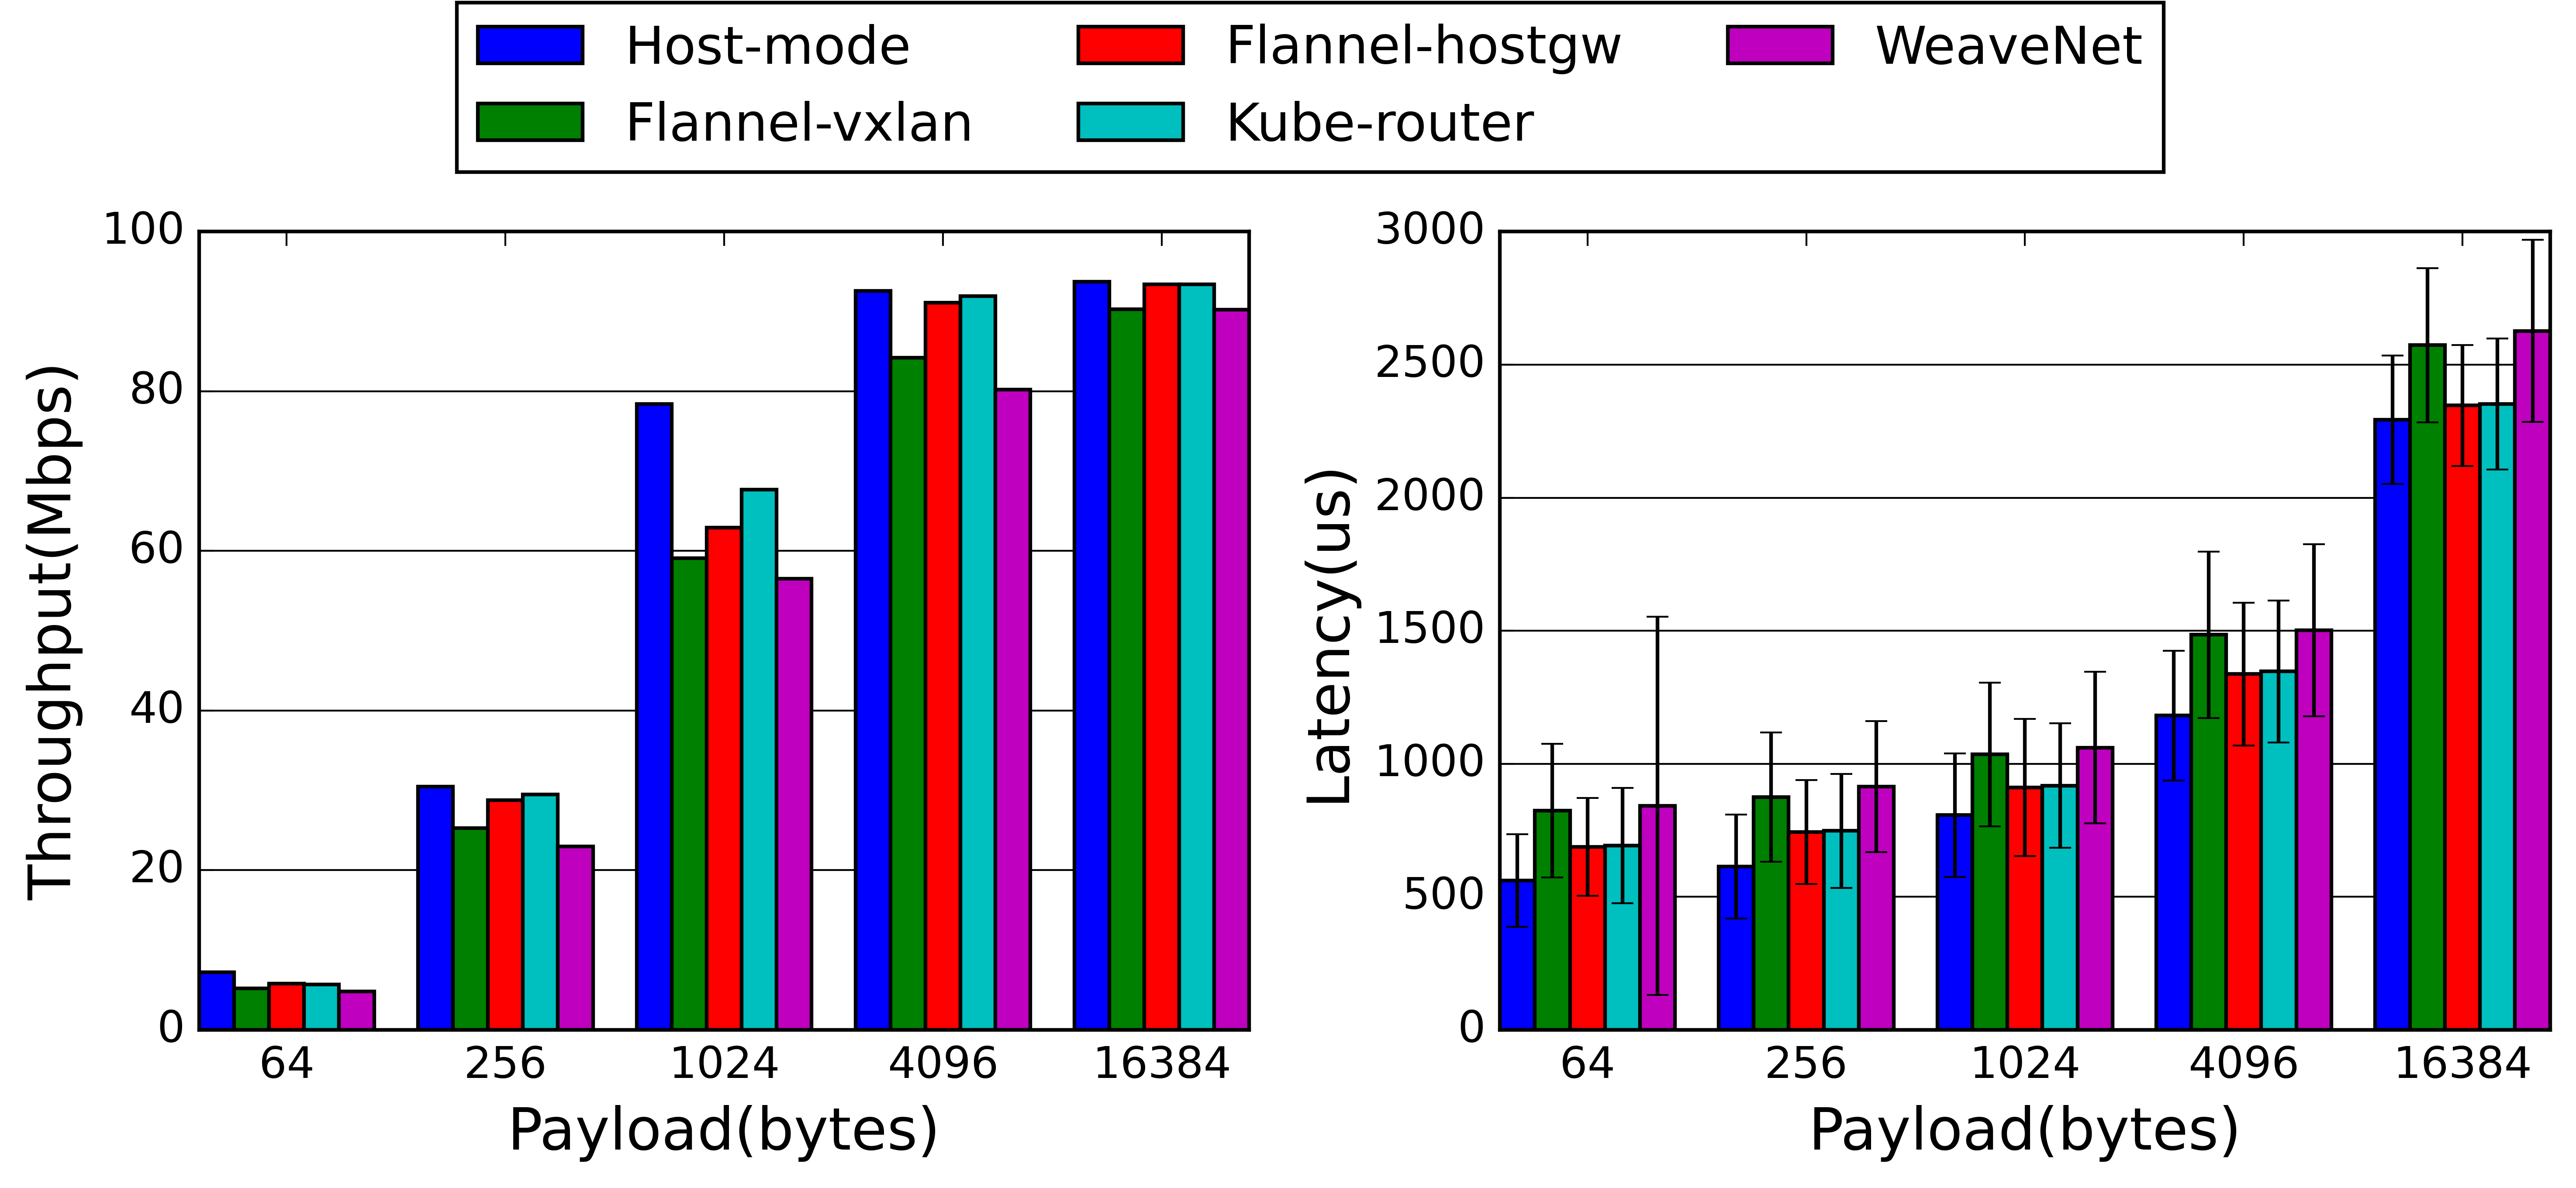 Host-mode
Flannel-hostgw
WeaveNet
Flannel-vxlan
Kube-router
Throughput(Mbps)
100
80
60
40
20
0
64 256 1024 4096 16384
Payload(bytes)
Latency(us)
3000
2500
2000
1500
1000
500
0
64 256 1024 4096 16384
Payload(bytes)